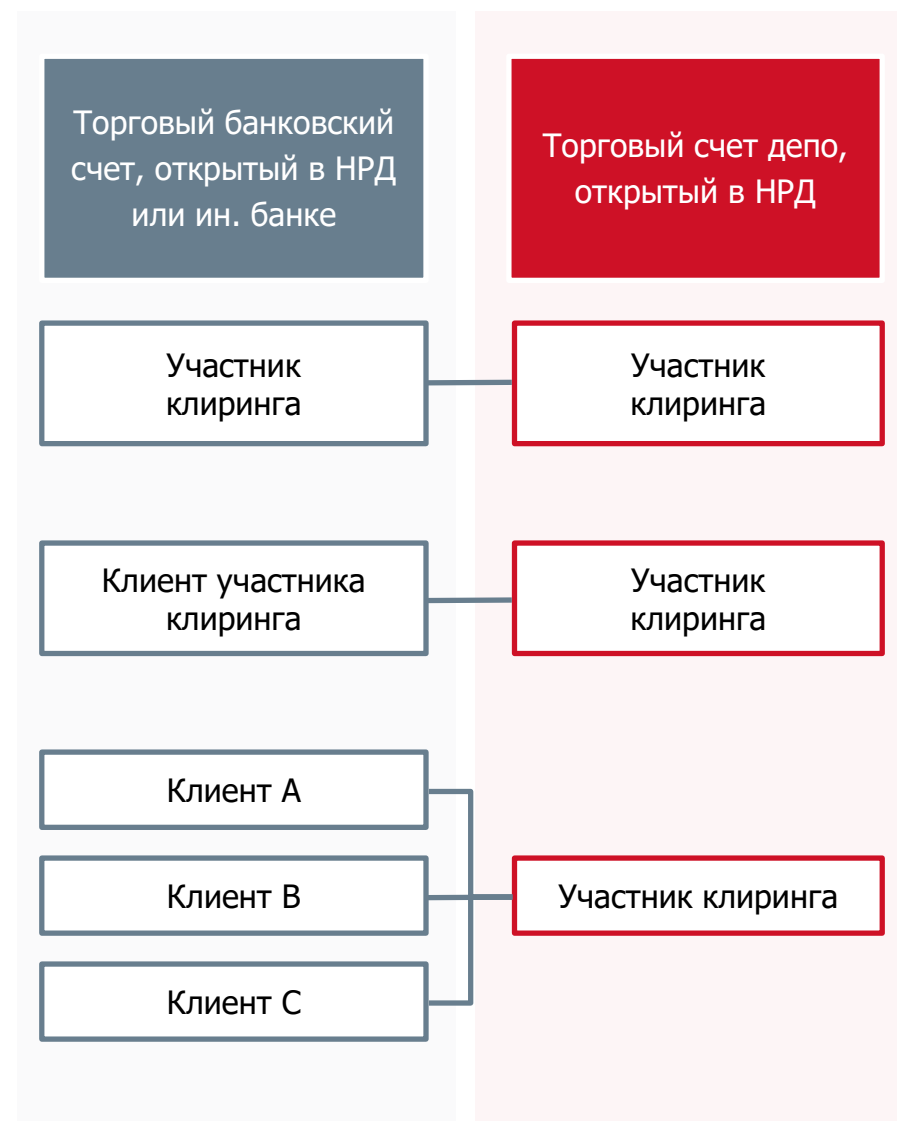 Торговый банковский
счет, открытый в НРД
или ин. банке
Торговый счет депо,
открытый в НРД
Участник
клиринга
Участник
клиринга
Клиент участника
клиринга
Участник
клиринга
Клиент А
Клиент В
Участник клиринга
Клиент С